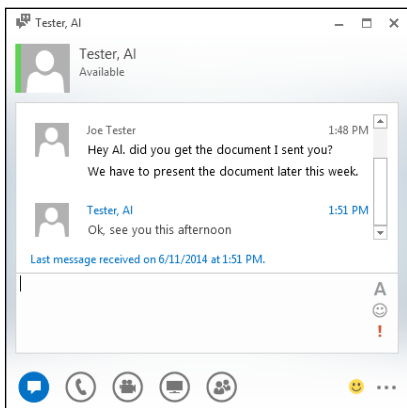 Tester, Al
Tester, Al
Available
Joe Tester 1:48 PM
Hey Al. did you get the document I sent you?
We have to present the document later this week.
Tester, Al 1:51 PM
Ok, see you this afternoon
Last message received on 6/11/2014 at 1:51 PM.
A
!